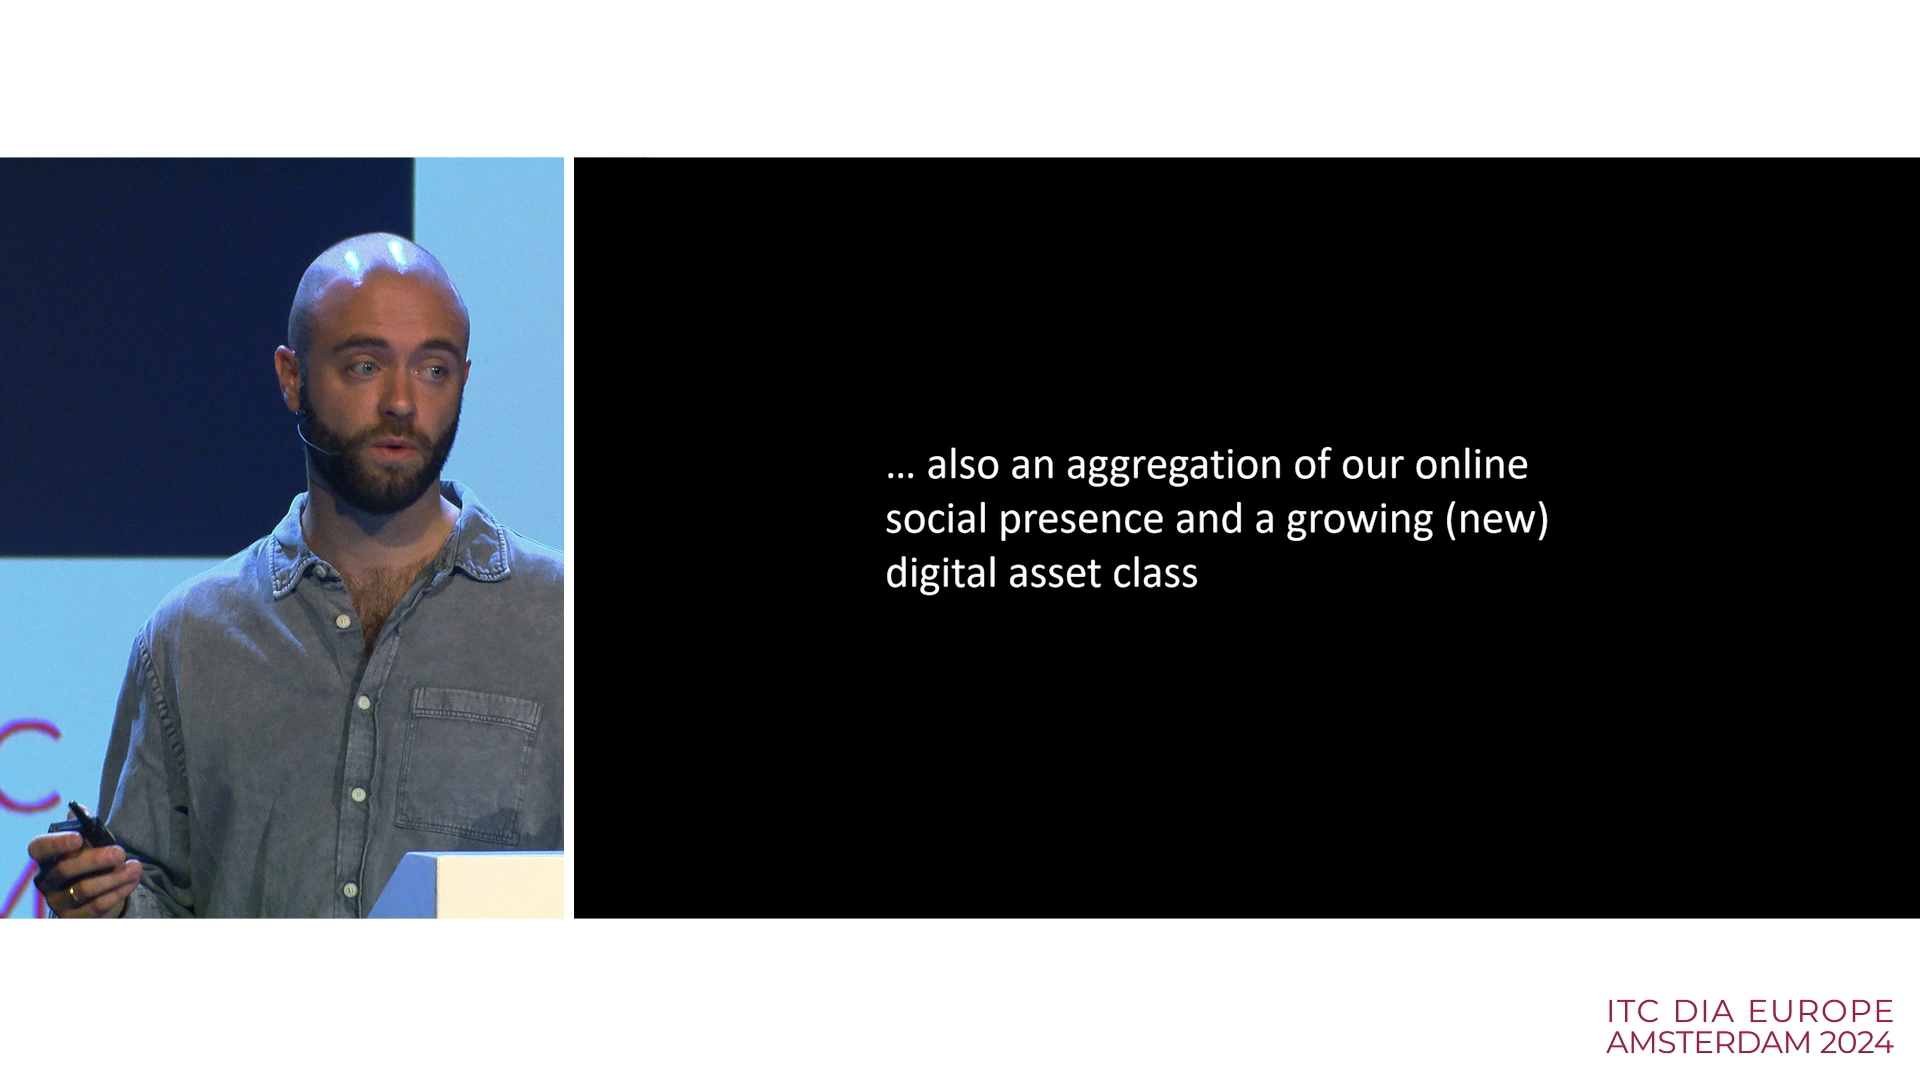 … also an aggregation of our online
social presence and a growing (new)
digital asset class
ITC DIA EUROPE
AMSTERDAM 2024